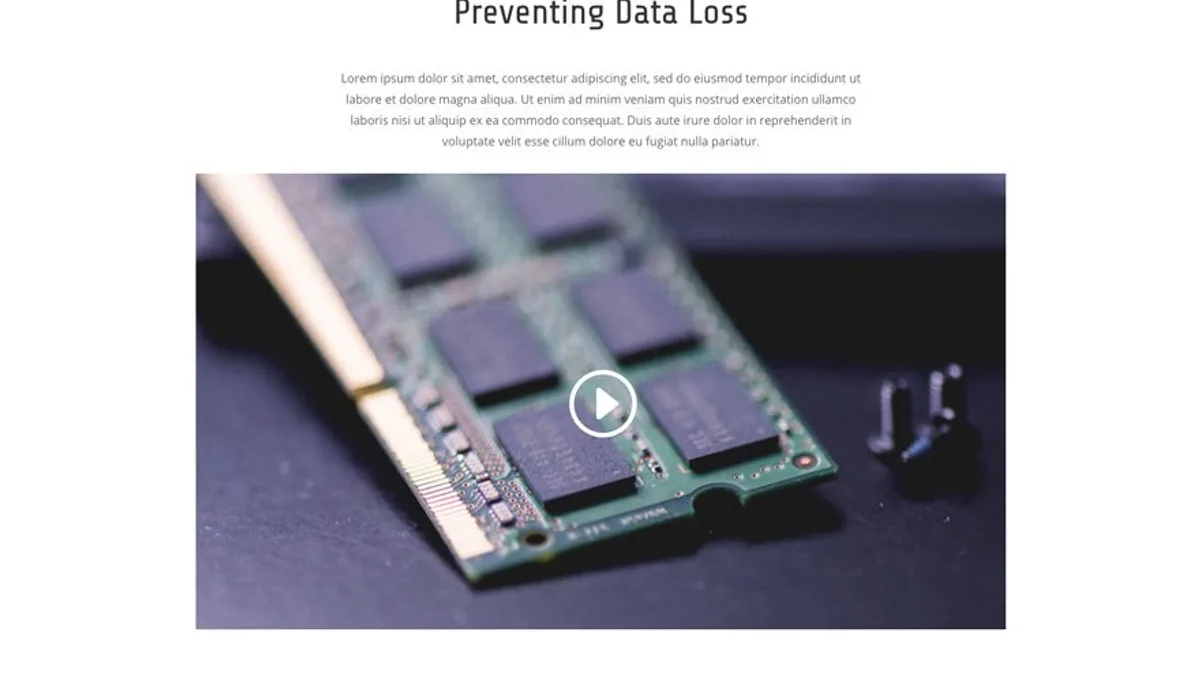 Preventing Data Loss
Lorem ipsum dolor sit amet, consectetur adipiscing elit, sed do eiusmod tempor incididunt ut
labore et dolore magna aliqua. Ut enim ad minim veniam quis nostrud exercitation ullamco
laboris nisi ut aliquip ex ea commodo consequat. Duis aute irure dolor in reprehenderit in
voluptate velit esse cillum dolore eu fugiat nulla pariatur.